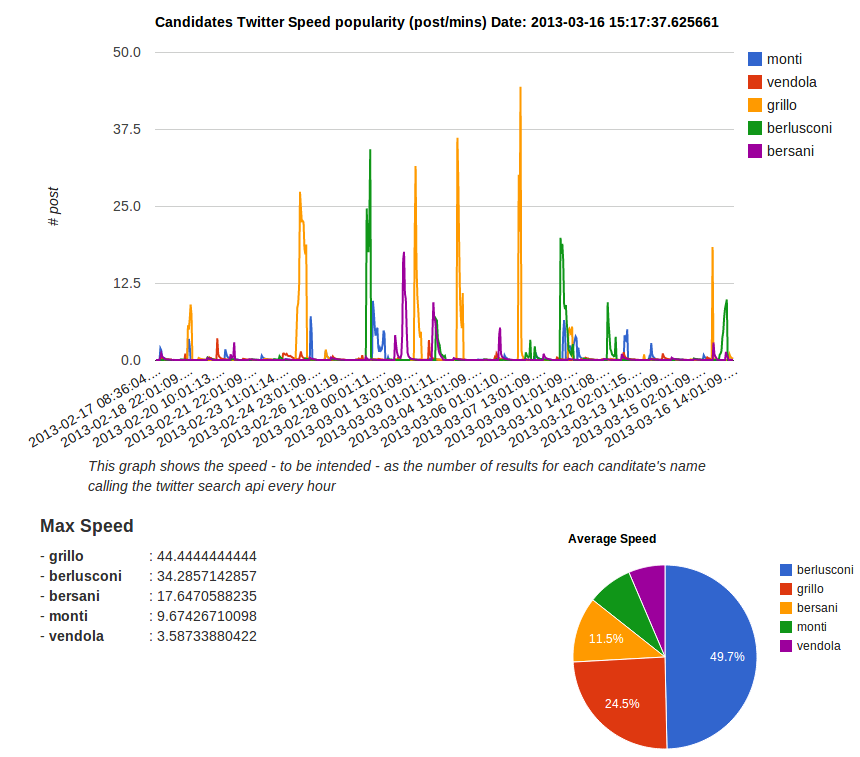 Candidates Twitter Speed popularity (post/mins) Date: 2013-03-16 15:17:37.625661
50.0
37.5
25.0
12.5
0.0
# post
monti
vendola
grillo
berlusconi
bersani
2013-02-17 08:36:04...
2013-02-18 22:01:09...
2013-02-20 10:01:13...
2013-02-21 22:01:09...
2013-02-23 11:01:14...
2013-02-24 23:01:09...
2013-02-26 11:01:19...
2013-02-28 00:01:11...
2013-03-01 13:01:09...
2013-03-03 01:01:11...
2013-03-04 13:01:09...
2013-03-06 01:01:10...
2013-03-07 13:01:09...
2013-03-09 01:01:09...
2013-03-10 14:01:08...
2013-03-12 02:01:15...
2013-03-13 14:01:09...
2013-03-15 02:01:09...
2013-03-16 14:01:09...
This graph shows the speed - to be intended - as the number of results for each canditate's name
calling the twitter search api every hour
Max Speed
- grillo : 44.4444444444
- berlusconi : 34.2857142857
- bersani : 17.6470588235
- monti : 9.67426710098
- vendola : 3.58733880422
Average Speed
49.7%
24.5%
11.5%
berlusconi
grillo
bersani
monti
vendola